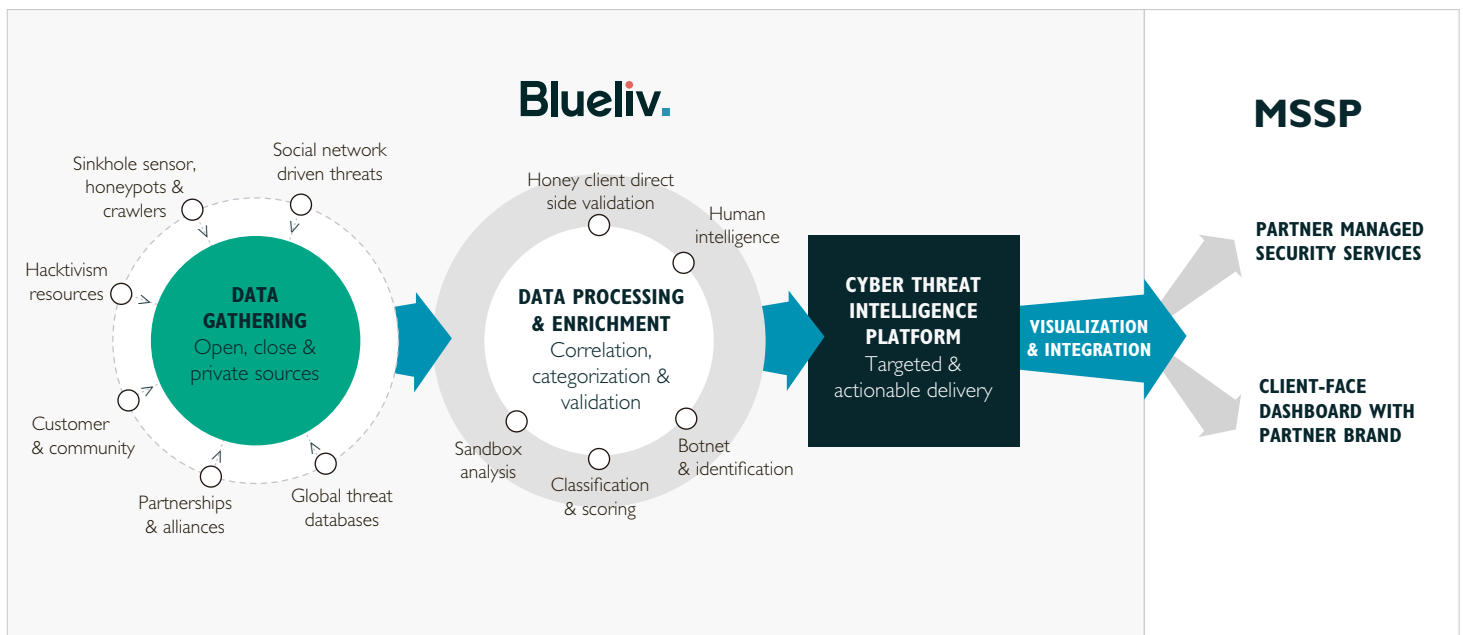 Blueliv.
MSSP
Sinkhole sensor,
honeypots &
crawlers
Social network
driven threats
Hacktivism
resources
DATA
GATHERING
Open, close &
private sources
Customer
& community
Partnerships
& alliances
Global threat
databases
Honey client direct
side validation
Human
intelligence
DATA PROCESSING
& ENRICHMENT
Correlation,
categorization &
validation
Sandbox
analysis
Classification
& scoring
Botnet
& identification
CYBER THREAT
INTELLIGENCE
PLATFORM
Targeted &
actionable delivery
VISUALIZATION
& INTEGRATION
PARTNER MANAGED
SECURITY SERVICES
CLIENT-FACE
DASHBOARD WITH
PARTNER BRAND